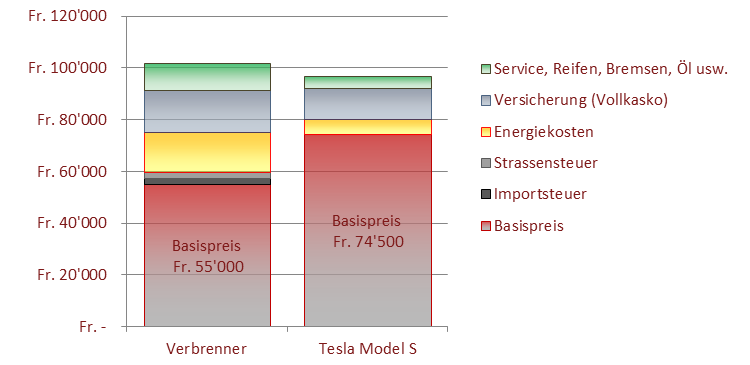 Fr. 120'000
Fr. 100'000
Fr. 80'000
Fr. 60'000
Fr. 40'000
Fr. 20'000
Fr. -
Basispreis
Fr. 55'000
Basispreis
Fr. 74'500
Verbrenner
Tesla Model S
Service, Reifen, Bremsen, Öl usw.
Versicherung (Vollkasko)
Energiekosten
Strassensteuer
Importsteuer
Basispreis